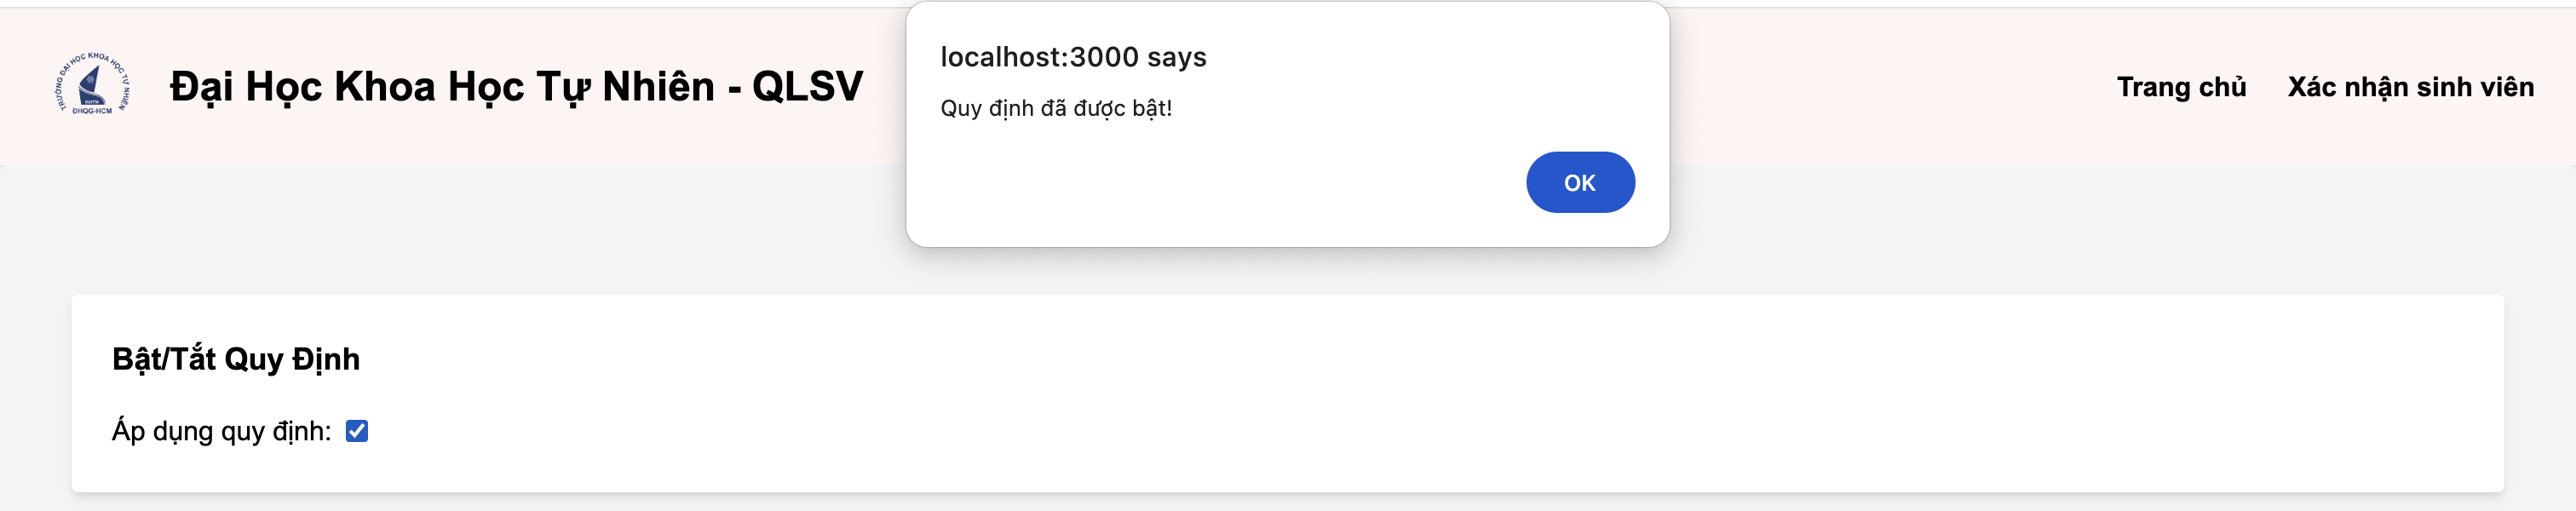 TRƯỜNG ĐẠI HỌC KHOA HỌC TỰ NHIÊN
KHTN
ĐHQG-HCM
Đại Học Khoa Học Tự Nhiên - QLSV
localhost:3000 says
Quy định đã được bật!
OK
Trang chủ
Xác nhận sinh viên
Bật/Tắt Quy Định
Áp dụng quy định: